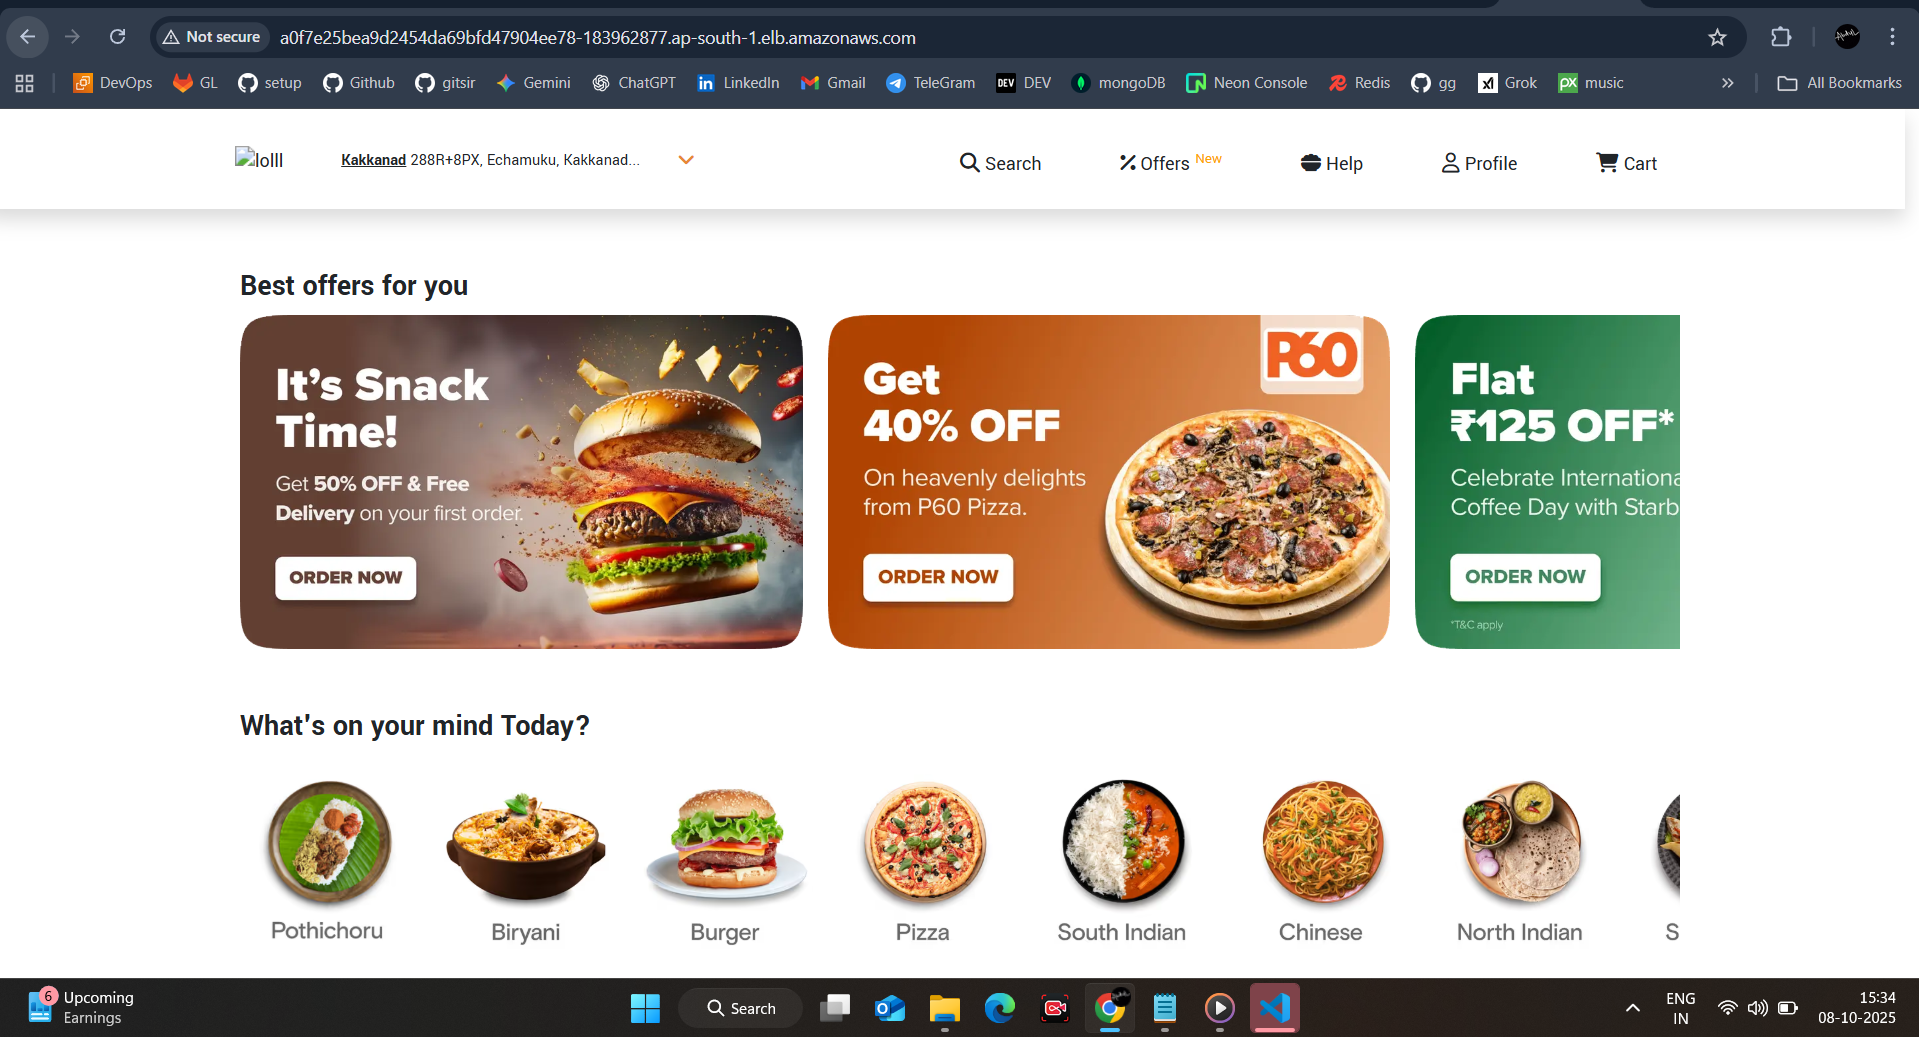 Not secure
a0f7e25bea9d2454da69bfd47904ee78-183962877.ap-south-1.elb.amazonaws.com
DevOps
GL
setup
Github
gitsir
Gemini
ChatGPT
LinkedIn
Gmail
TeleGram
DEV
DEV
mongoDB
Neon Console
Redis
gg
Grok
music
All Bookmarks
lolll
Kakkanad 288R+8PX, Echamuku, Kakkanad...
Search
Offers New
Help
Profile
Cart
Best offers for you
It's Snack
Time!
Get 50% OFF & Free
Delivery on your first order.
ORDER NOW
P60
Get
40% OFF
On heavenly delights
from P60 Pizza.
ORDER NOW
Flat
₹125 OFF*
Celebrate Internationa
Coffee Day with Starb
ORDER NOW
*T&C apply
What's on your mind Today?
Pothichoru
Biryani
Burger
Pizza
South Indian
Chinese
North Indian
S
6
Upcoming
Earnings
Search
ENG
IN
15:34
08-10-2025